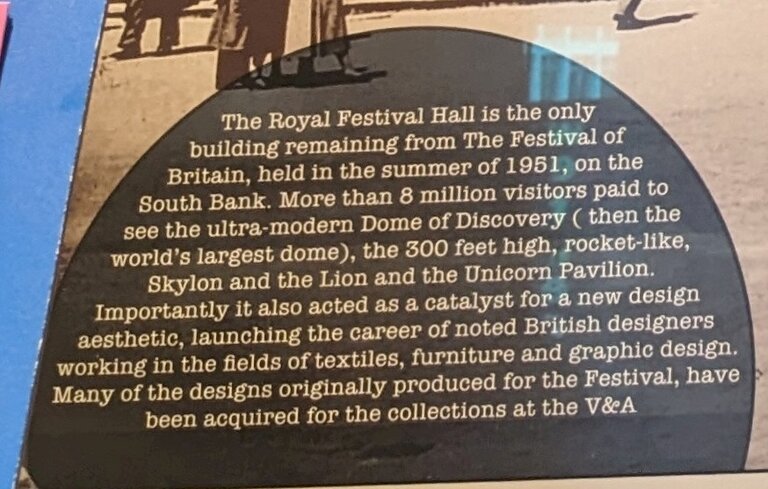 The Royal Festival Hall is the only
building remaining from The Festival of
Britain, held in the summer of 1951, on the
South Bank. More than 8 million visitors paid to
see the ultra-modern Dome of Discovery ( then the
world's largest dome), the 300 feet high, rocket-like,
Skylon and the Lion and the Unicorn Pavilion.
Importantly it also acted as a catalyst for a new design
aesthetic, launching the career of noted British designers
working in the fields of textiles, furniture and graphic design.
Many of the designs originally produced for the Festival, have
been acquired for the collections at the V&A